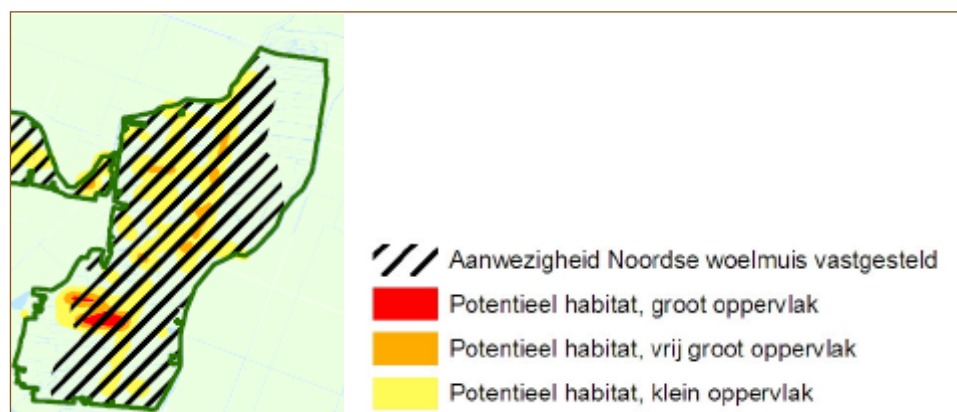 Aanwezigheid Noordse woelmuis vastgesteld
Potentieel habitat, groot oppervlak
Potentieel habitat, vrij groot oppervlak
Potentieel habitat, klein oppervlak